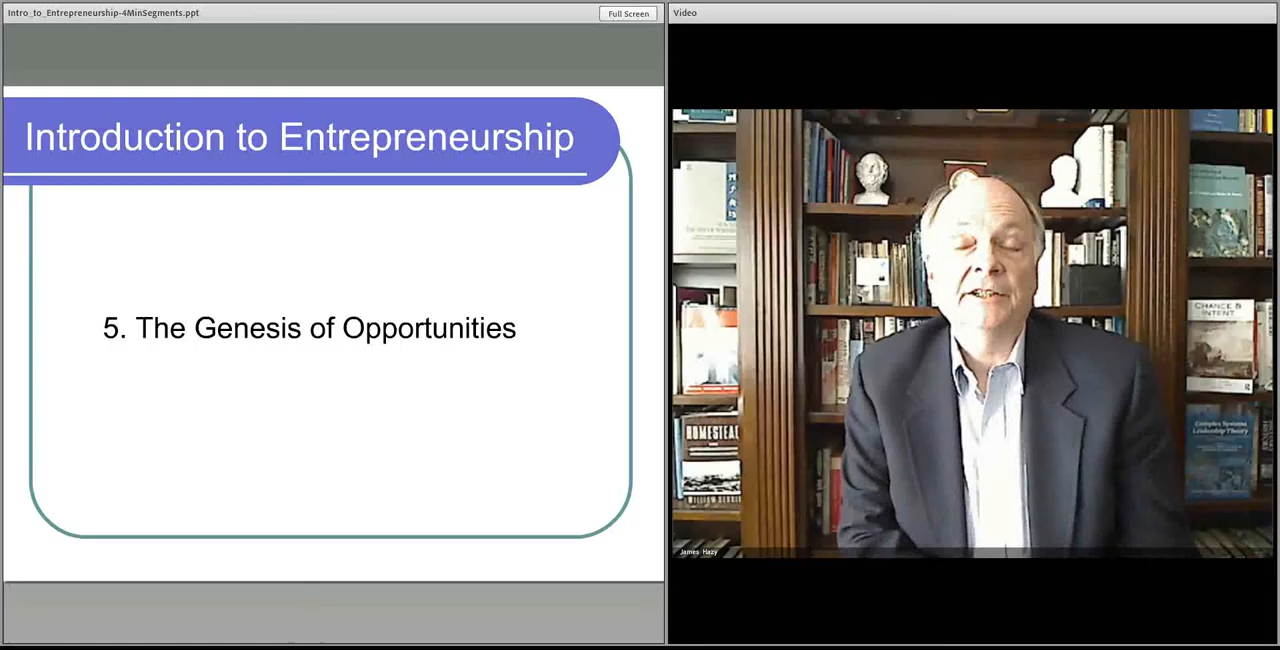 Intro_to_Entrepreneurship-4MinSegments.ppt
Full Screen
Video
Introduction to Entrepreneurship
5. The Genesis of Opportunities
CHANCE &
INTENT
HOMESTEAD
Complex Systems
Leadership Theory
James Hazy